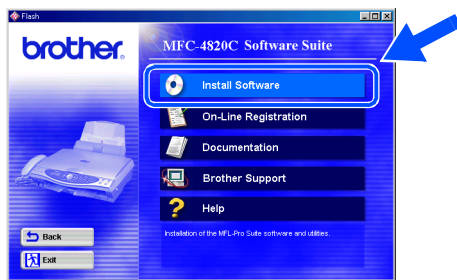 Flash
brother.
MFC-4820C Software Suite
Install Software
On-Line Registration
Documentation
Brother Support
Help
Back
Installation of the MFL-Pro Suite software and utilities.
Exit